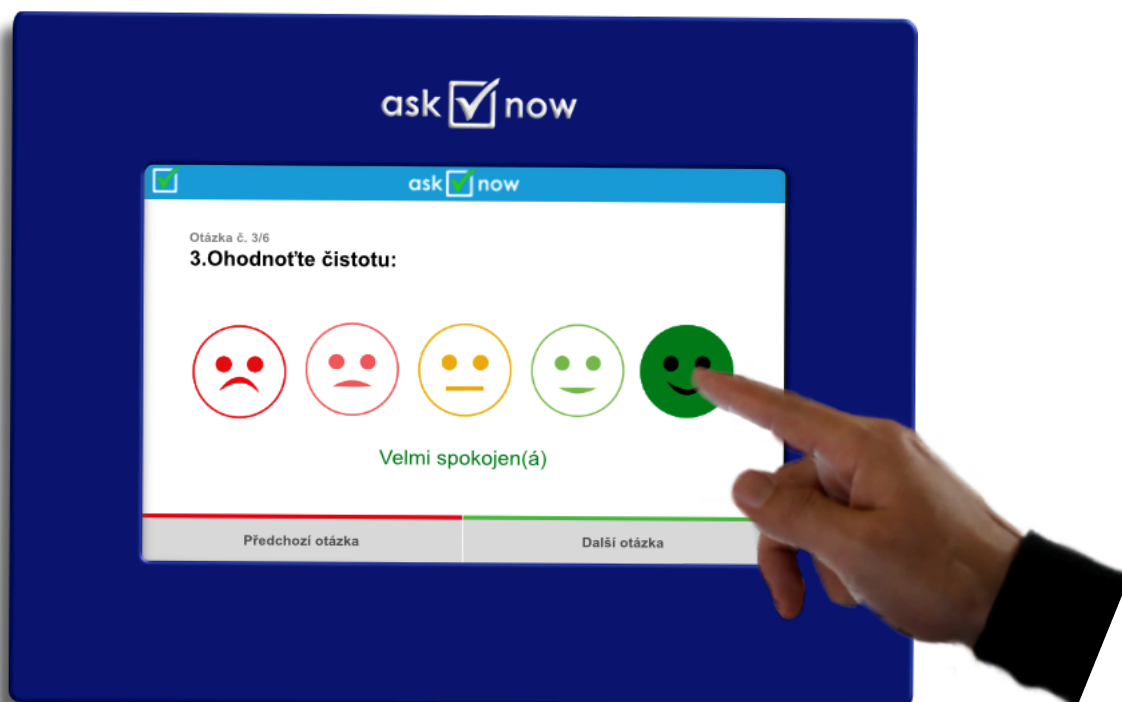 ask now
ask now
Otázka č. 3/6
3.Ohodnoťte čistotu:
Velmi spokojen(á)
Předchozí otázka
Další otázka